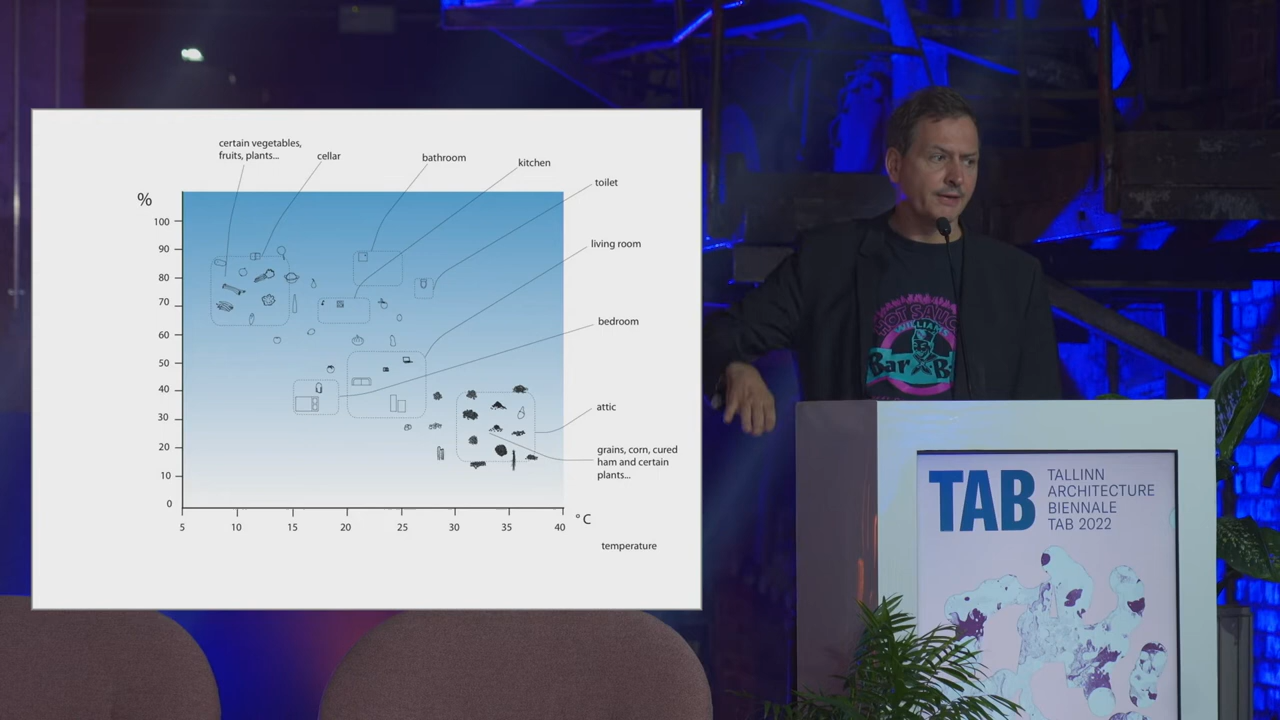 certain vegetables,
fruits, plants...
cellar
bathroom
kitchen
toilet
living room
bedroom
attic
grains, corn, cured
ham and certain
plants...
%
100
90
80
70
60
50
40
30
20
10
0
5
10
15
20
25
30
35
40
° C
temperature
HOT SAUC
WILLIAMS
Bar B
TAB
TALLINN
ARCHITECTURE
BIENNALE
TAB 2022